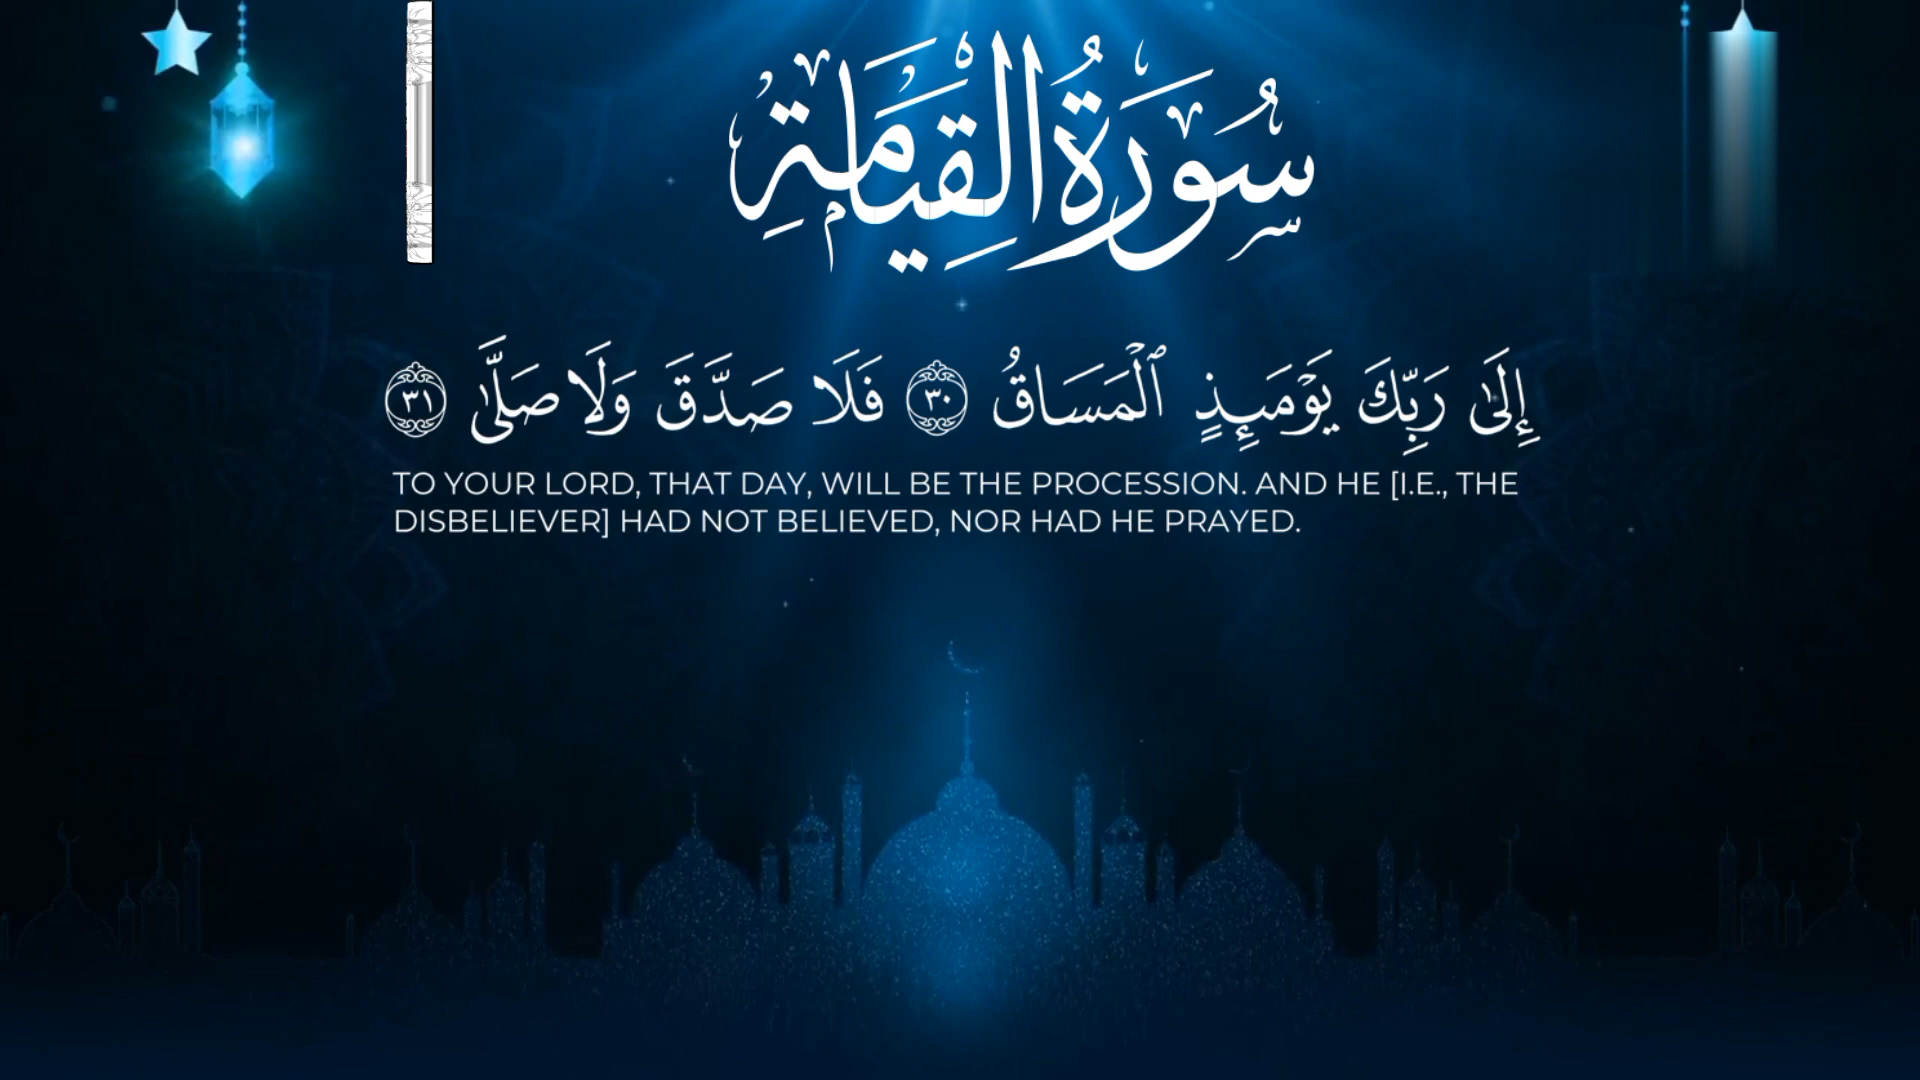 سُورَةُ القِيَامَةِ
إِلَىٰ رَبِّكَ يَوْمَئِذٍ ٱلْمَسَاقُ ٣٠ فَلَا صَدَّقَ وَلَا صَلَّىٰ ٣١
TO YOUR LORD, THAT DAY, WILL BE THE PROCESSION. AND HE [I.E., THE
DISBELIEVER] HAD NOT BELIEVED, NOR HAD HE PRAYED.